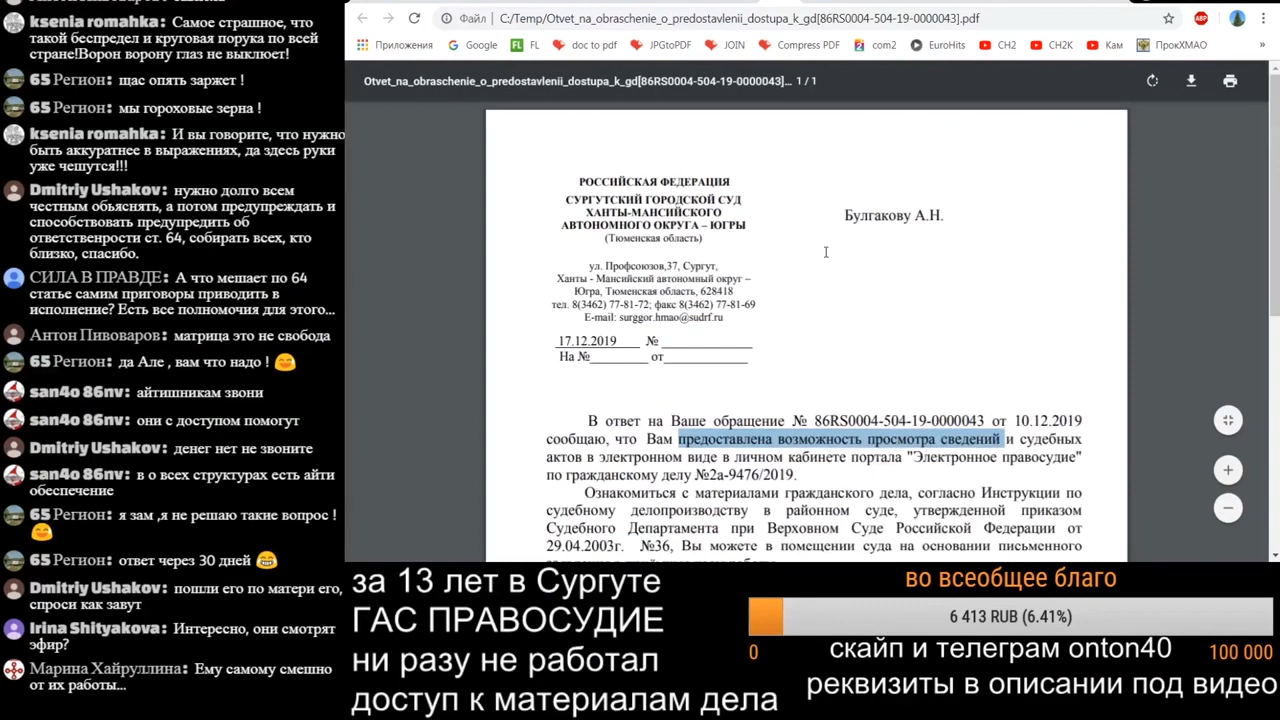 ksenia romahka: Самое страшное, что
такой беспредел и круговая порука по всей
стране!Ворон ворону глаз не выклюет!
65 Регион: щас опять заржет !
65 Регион: мы гороховые зерна !
ksenia romahka: И вы говорите, что нужно
быть аккуратнее в выражениях, да здесь руки
уже чешутся!!!
Dmitriy Ushakov: нужно долго всем
честным обьяснять, а потом предупреждать и
способствовать предупредить об
ответственрости ст. 64, собирать всех, кто
близко, спасибо.
СИЛА В ПРАВДЕ: А что мешает по 64
статье самим приговоры приводить в
исполнение? Есть все полномочия для этого...
Антон Пивоваров: матрица это не свобода
65 Регион: да Але , вам что надо !
san4o 86nv: айтишникам звони
san4o 86nv: они с доступом помогут
Dmitriy Ushakov: денег нет не звоните
Dmitriy Ushakov: в о всех структурах есть айти
обеспечение
65 Регион: я зам ,я не решаю такие вопрос !
65 Регион: ответ через 30 дней
Dmitriy Ushakov: пошли его по матери его,
спроси как завут
Irina Shityakova: Интересно, они смотрят
эфир?
Марина Хайруллина: Ему самому смешно
от их работы...
Файл | C:/Temp/Otvet_na_obraschenie_o_predostavlenii_dostupa_k_gd[86RS0004-504-19-0000043].pdf
Приложения Google FL FL doc to pdf JPGtoPDF JOIN Compress PDF com2 EuroHits CH2 CH2K Кам ПрокХМАО »
Otvet_na_obraschenie_o_predostavlenii_dostupa_k_gd[86RS0004-504-19-0000043]... 1 / 1
РОССИЙСКАЯ ФЕДЕРАЦИЯ
СУРГУТСКИЙ ГОРОДСКОЙ СУД
ХАНТЫ-МАНСИЙСКОГО
АВТОНОМНОГО ОКРУГА – ЮГРЫ
(Тюменская область)
ул. Профсоюзов,37, Сургут,
Ханты - Мансийский автономный округ –
Югра, Тюменская область, 628418
тел. 8(3462) 77-81-72; факс 8(3462) 77-81-69
E-mail: surggor.hmao@sudrf.ru
17.12.2019 № ________
На №________ от________
Булгакову А.Н.
В ответ на Ваше обращение № 86RS0004-504-19-0000043 от 10.12.2019
сообщаю, что Вам предоставлена возможность просмотра сведений и судебных
актов в электронном виде в личном кабинете портала "Электронное правосудие"
по гражданскому делу №2а-9476/2019.
Ознакомиться с материалами гражданского дела, согласно Инструкции по
судебному делопроизводству в районном суде, утвержденной приказом
Судебного Департамента при Верховном Суде Российской Федерации от
29.04.2003г. №36, Вы можете в помещении суда на основании письменного
за 13 лет в Сургуте
ГАС ПРАВОСУДИЕ
ни разу не работал
доступ к материалам дела
во всеобщее благо
6 413 RUB (6.41%)
0 100 000
скайп и телеграм onton40
реквизиты в описании под видео